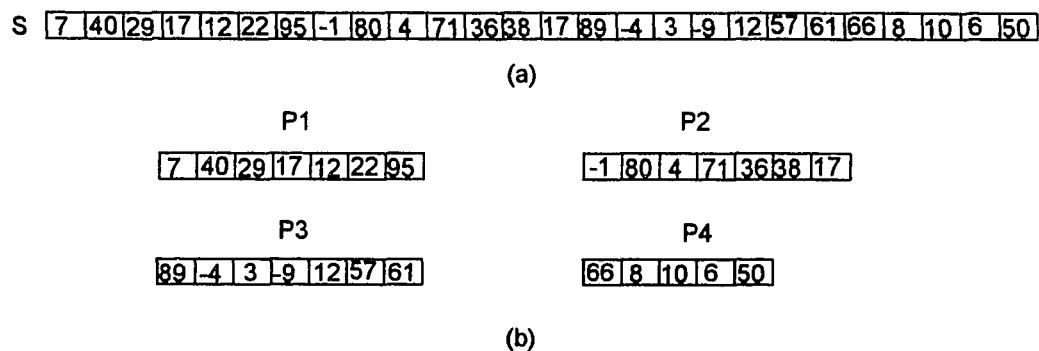 S 7 40 29 17 12 22 95 -1 80 4 71 36 38 17 89 -4 3 -9 12 57 61 66 8 10 6 50
(a)
P1 P2
7 40 29 17 12 22 95 -1 80 4 71 36 38 17
P3 P4
89 -4 3 -9 12 57 61 66 8 10 6 50
(b)